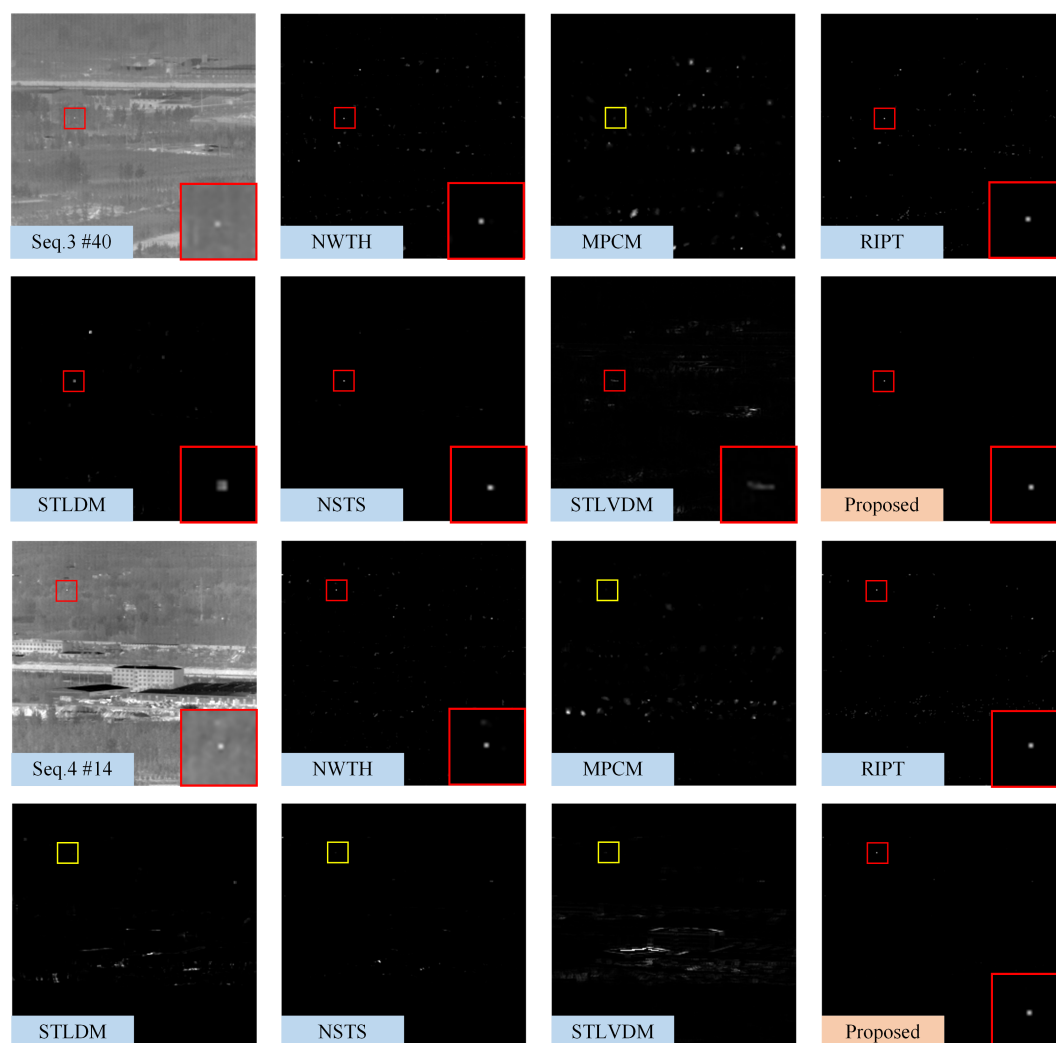 Seq.3 #40
NWTH
MPCM
RIPT
STLDM
NSTS
STLVDM
Proposed
Seq.4 #14
NWTH
MPCM
RIPT
STLDM
NSTS
STLVDM
Proposed